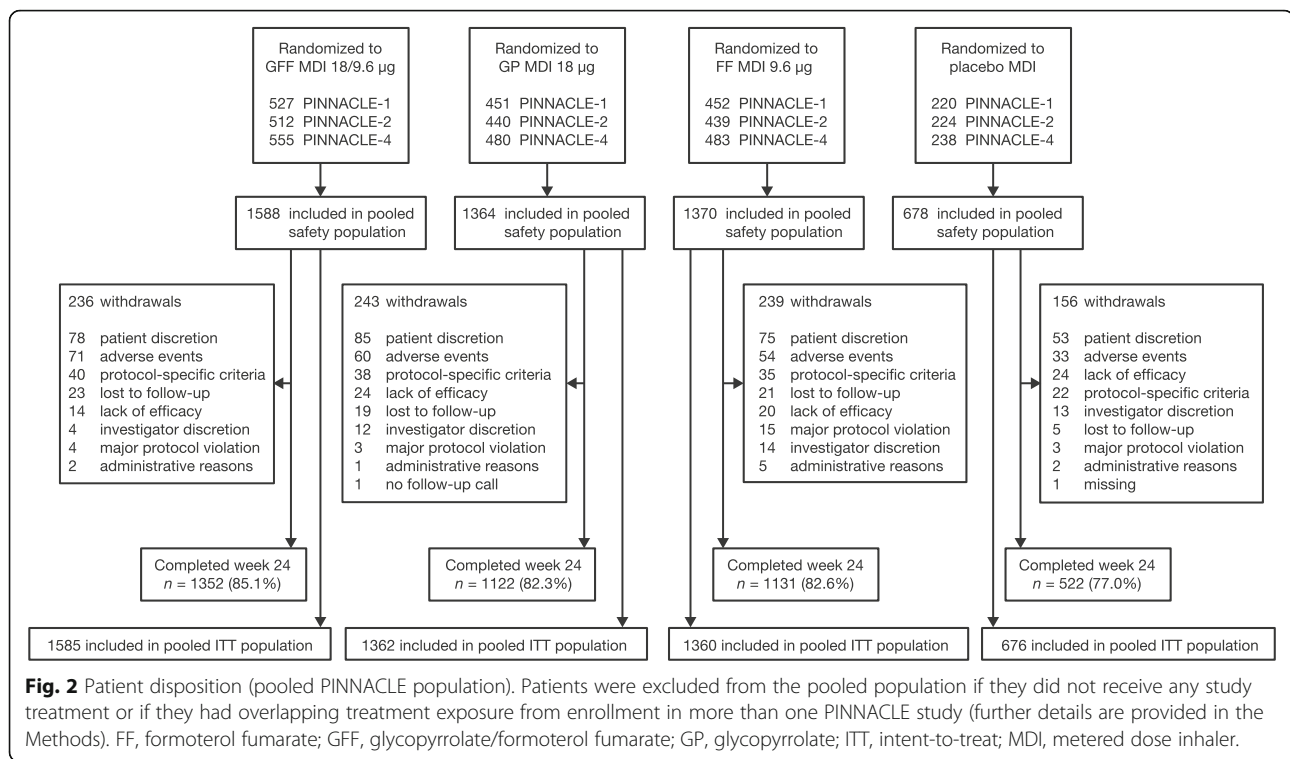 Randomized to
GFF MDI 18/9.6 µg
527 PINNACLE-1
512 PINNACLE-2
555 PINNACLE-4
Randomized to
GP MDI 18 µg
451 PINNACLE-1
440 PINNACLE-2
480 PINNACLE-4
Randomized to
FF MDI 9.6 µg
452 PINNACLE-1
439 PINNACLE-2
483 PINNACLE-4
Randomized to
placebo MDI
220 PINNACLE-1
224 PINNACLE-2
238 PINNACLE-4
1588 included in pooled
safety population
1364 included in pooled
safety population
1370 included in pooled
safety population
678 included in pooled
safety population
236 withdrawals
78 patient discretion
71 adverse events
40 protocol-specific criteria
23 lost to follow-up
14 lack of efficacy
4 investigator discretion
4 major protocol violation
2 administrative reasons
243 withdrawals
85 patient discretion
60 adverse events
38 protocol-specific criteria
24 lack of efficacy
19 lost to follow-up
12 investigator discretion
3 major protocol violation
1 administrative reasons
1 no follow-up call
239 withdrawals
75 patient discretion
54 adverse events
35 protocol-specific criteria
21 lost to follow-up
20 lack of efficacy
15 major protocol violation
14 investigator discretion
5 administrative reasons
156 withdrawals
53 patient discretion
33 adverse events
24 lack of efficacy
22 protocol-specific criteria
13 investigator discretion
5 lost to follow-up
3 major protocol violation
2 administrative reasons
1 missing
Completed week 24
n = 1352 (85.1%)
Completed week 24
n = 1122 (82.3%)
Completed week 24
n = 1131 (82.6%)
Completed week 24
n = 522 (77.0%)
1585 included in pooled ITT population
1362 included in pooled ITT population
1360 included in pooled ITT population
676 included in pooled ITT population
Fig. 2 Patient disposition (pooled PINNACLE population). Patients were excluded from the pooled population if they did not receive any study
treatment or if they had overlapping treatment exposure from enrollment in more than one PINNACLE study (further details are provided in the
Methods). FF, formoterol fumarate; GFF, glycopyrrolate/formoterol fumarate; GP, glycopyrrolate; ITT, intent-to-treat; MDI, metered dose inhaler.